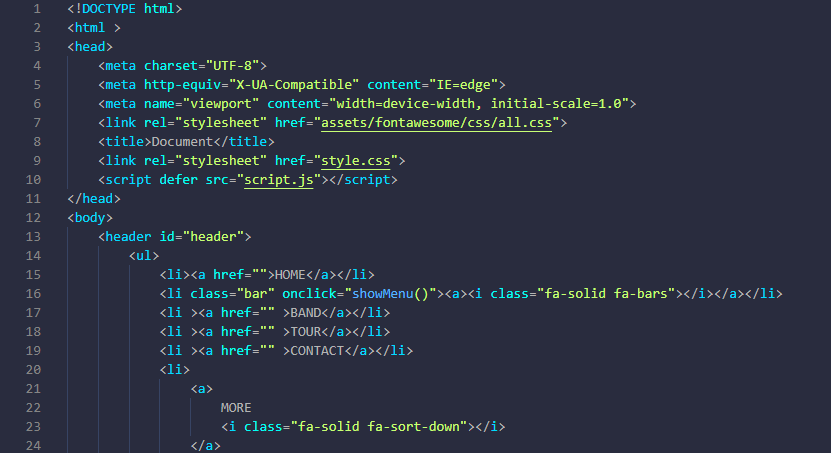 1 <!DOCTYPE html>
2 <html >
3 <head>
4 <meta charset="UTF-8">
5 <meta http-equiv="X-UA-Compatible" content="IE=edge">
6 <meta name="viewport" content="width=device-width, initial-scale=1.0">
7 <link rel="stylesheet" href="assets/fontawesome/css/all.css">
8 <title>Document</title>
9 <link rel="stylesheet" href="style.css">
10 <script defer src="script.js"></script>
11 </head>
12 <body>
13 <header id="header">
14 <ul>
15 <li><a href="">HOME</a></li>
16 <li class="bar" onclick="showMenu()"><a><i class="fa-solid fa-bars"></i></a></li>
17 <li ><a href="" >BAND</a></li>
18 <li ><a href="" >TOUR</a></li>
19 <li ><a href="" >CONTACT</a></li>
20 <li>
21 <a>
22 MORE
23 <i class="fa-solid fa-sort-down"></i>
24 </a>